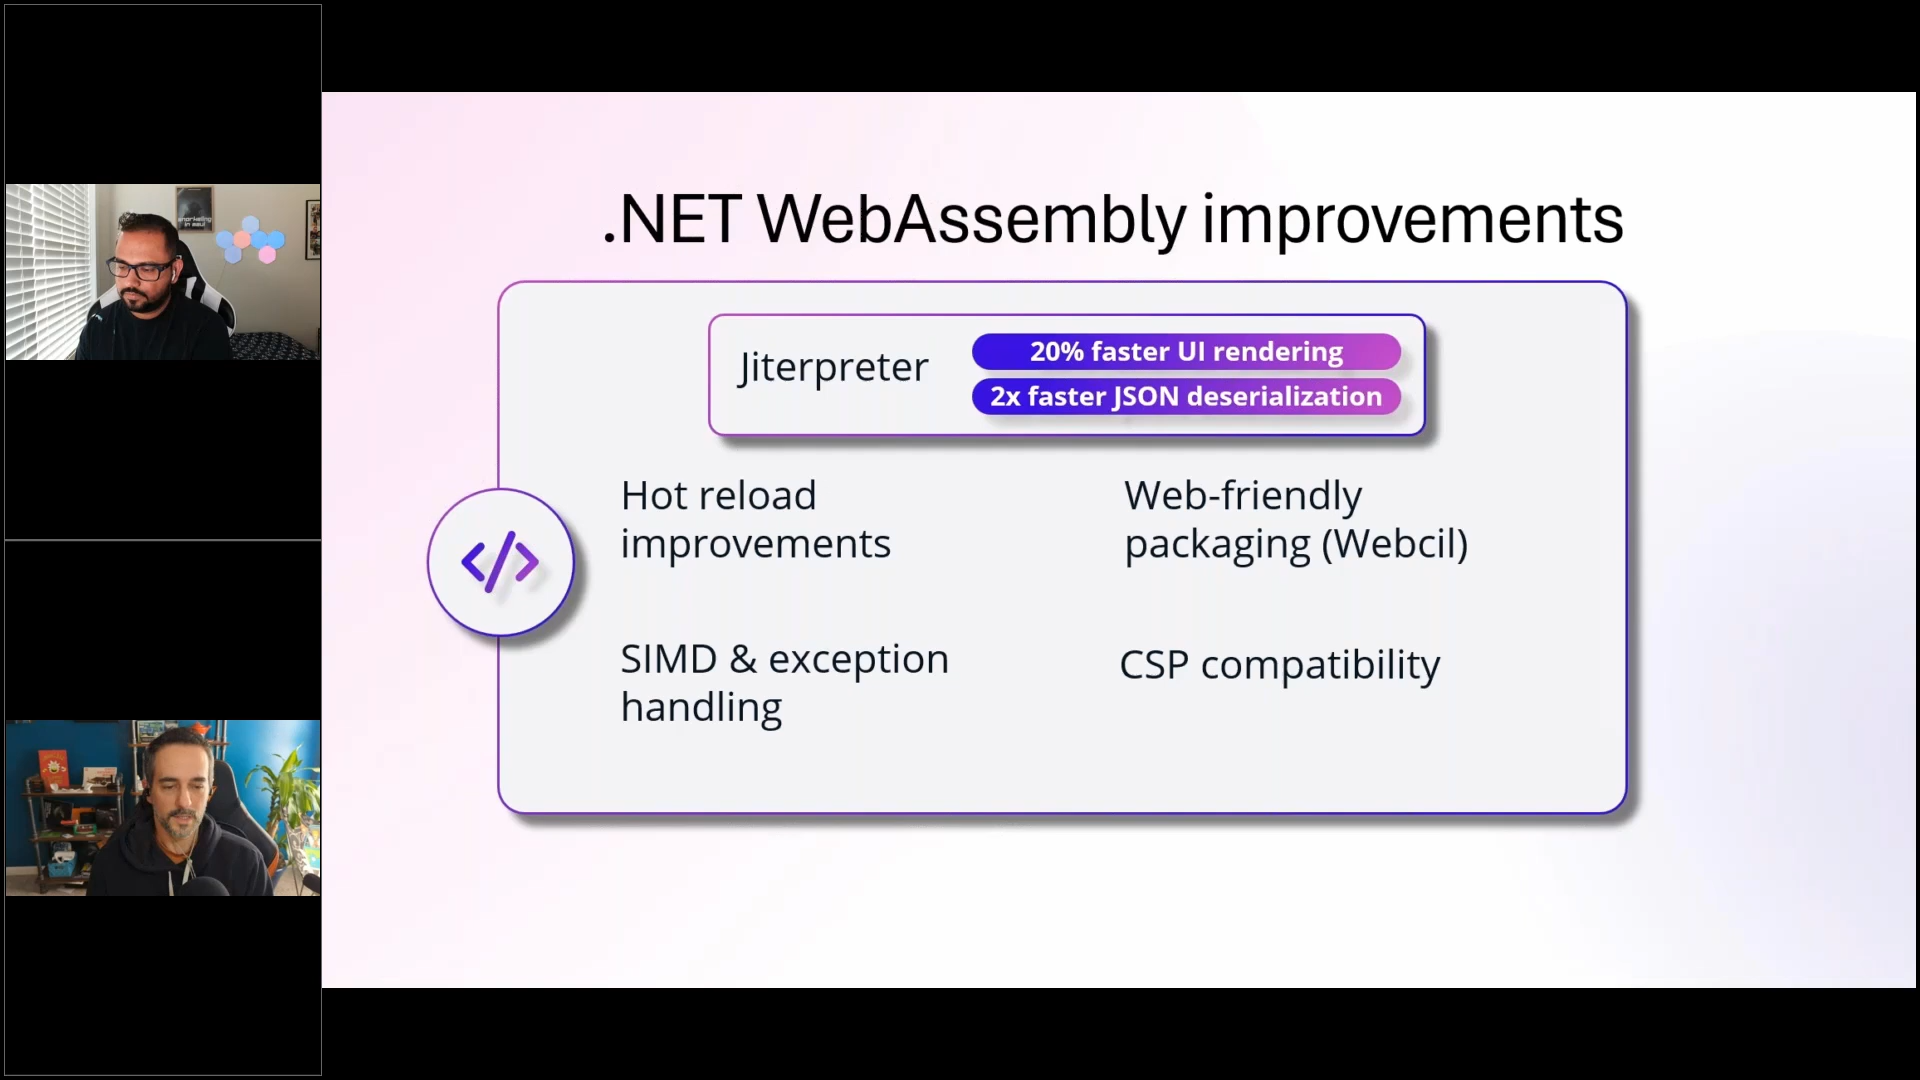 .NET WebAssembly improvements
Jiterpreter
20% faster UI rendering
2x faster JSON deserialization
Hot reload
improvements
Web-friendly
packaging (Webcil)
</>
SIMD & exception
handling
CSP compatibility